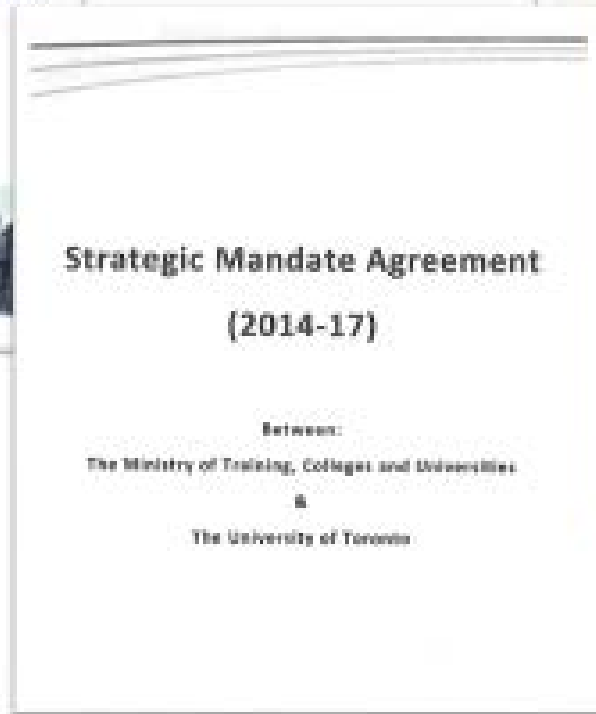 Strategic Mandate Agreement
(2014-17)
Between:
The Ministry of Training, Colleges and Universities
&
The University of Toronto